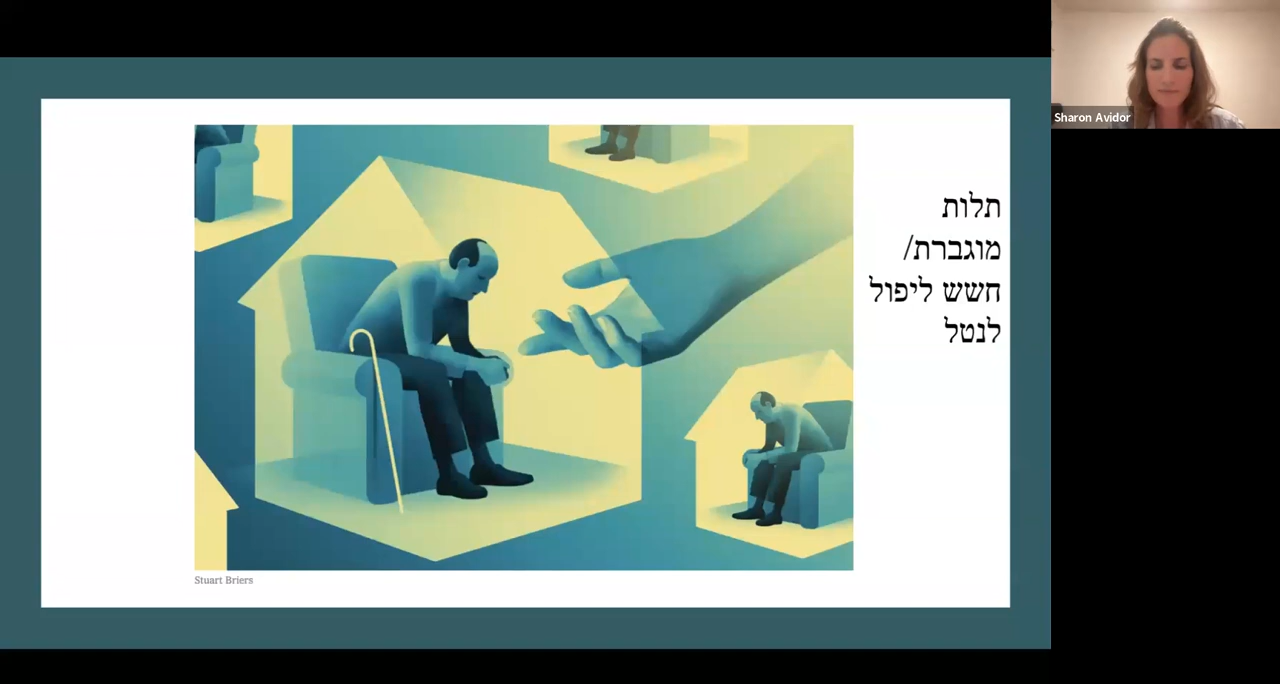 תלות
מוגברת/
חשש ליפול
לנטל
Stuart Briers
Sharon Avidor